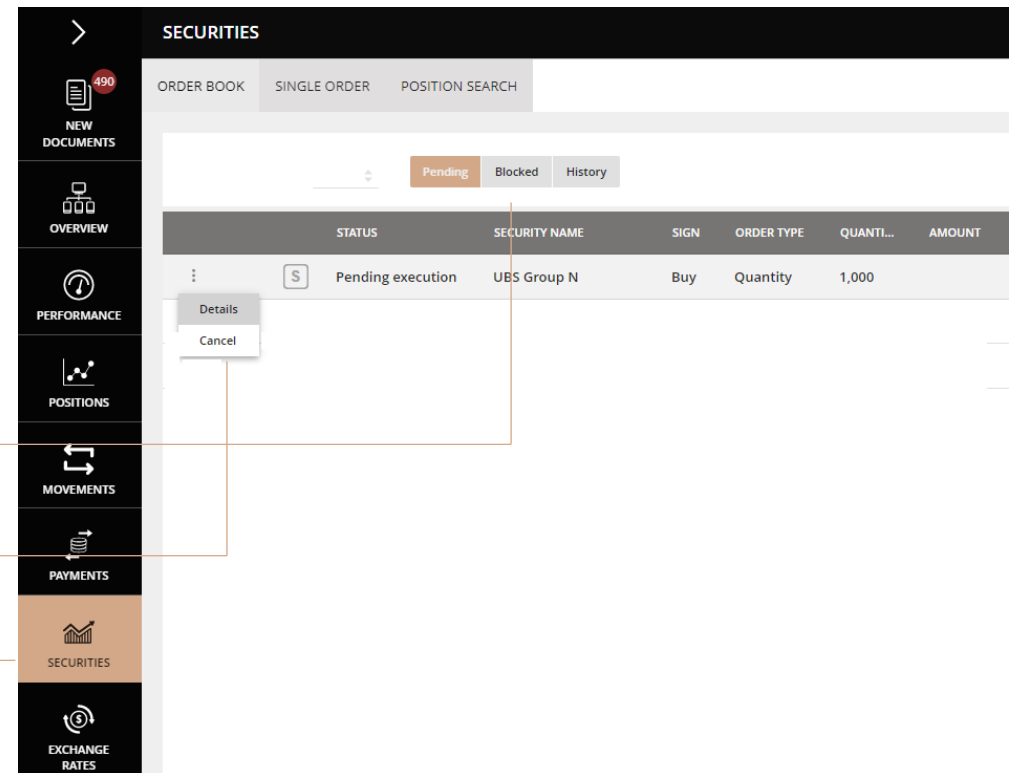 SECURITIES
490
NEW
DOCUMENTS
OVERVIEW
PERFORMANCE
POSITIONS
MOVEMENTS
PAYMENTS
SECURITIES
EXCHANGE
RATES
ORDER BOOK SINGLE ORDER POSITION SEARCH
Pending Blocked History
STATUS SECURITY NAME SIGN ORDER TYPE QUANTI... AMOUNT
S Pending execution UBS Group N Buy Quantity 1,000
Details
Cancel